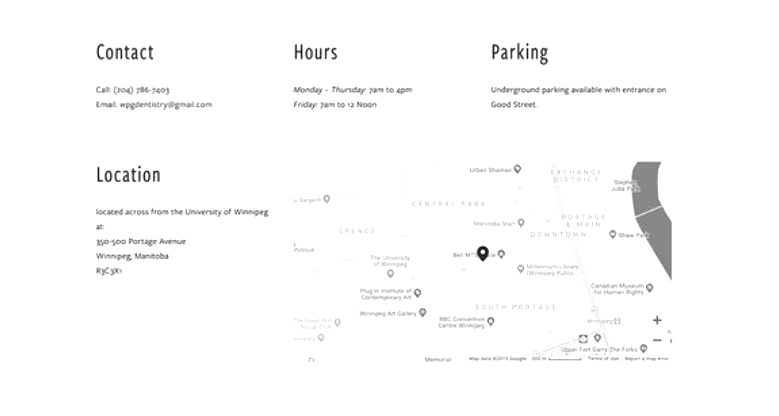 Contact
Call: (204) 786-7403
Email: wpgdentistry@gmail.com
Hours
Monday - Thursday: 7am to 4pm
Friday: 7am to 12 Noon
Parking
Underground parking available with entrance on
Good Street.
Location
located across from the University of Winnipeg
at:
350-500 Portage Avenue
Winnipeg, Manitoba
R3C3X1
Urban Shaman
EXCHANGE
DISTRICT
Stephen
Juba Park
Sargent
CENTRAL PARK
Manitoba Start
PORTAGE
& MAIN
SPENCE
DOWNTOWN
Shaw Park
Bell MTS
The University
of Winnipeg
Millennium Library
(Winnipeg Public
Plug In Institute of
Contemporary Art
Canadian Museum
for Human Rights
SOUTH PORTAGE
Winnipeg Art Gallery
RBC Convention
Centre Winnipeg
Winnipeg
Social Club
Upper Fort Garry
The Forks
Memorial
Map data ©2019 Google
200 m
Terms of Use
Report a map error